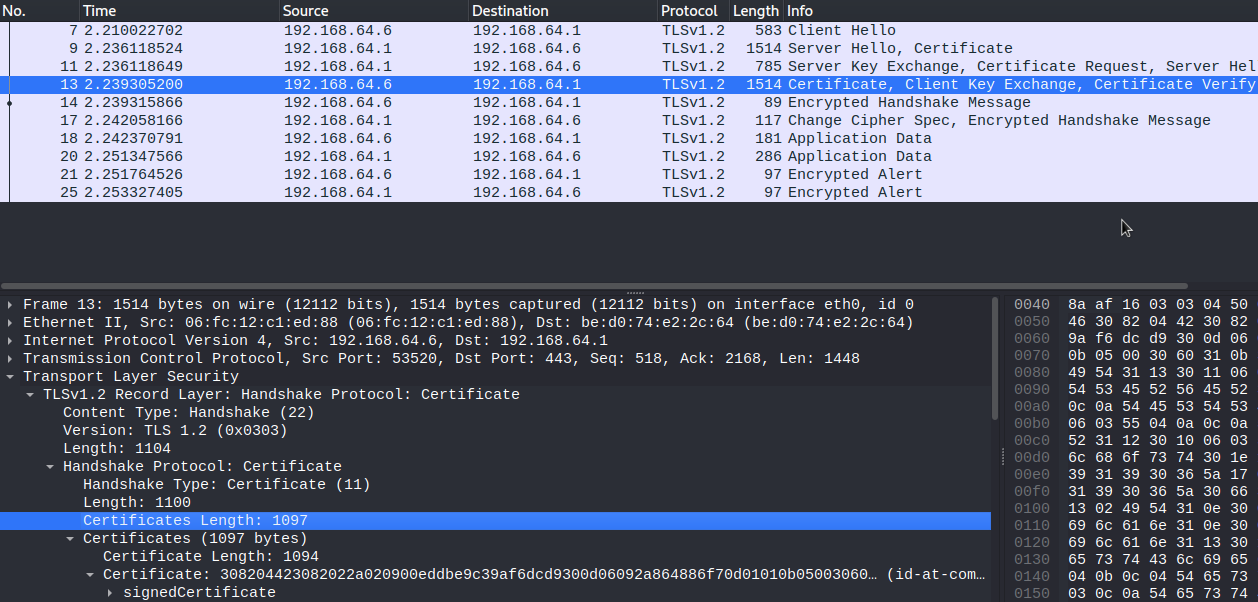 No. Time Source Destination Protocol Length Info
7 2.210022702 192.168.64.6 192.168.64.1 TLSv1.2 583 Client Hello
9 2.236118524 192.168.64.1 192.168.64.6 TLSv1.2 1514 Server Hello, Certificate
11 2.236118649 192.168.64.1 192.168.64.6 TLSv1.2 785 Server Key Exchange, Certificate Request, Server Hel
13 2.239305200 192.168.64.6 192.168.64.1 TLSv1.2 1514 Certificate, Client Key Exchange, Certificate Verify
14 2.239315866 192.168.64.6 192.168.64.1 TLSv1.2 89 Encrypted Handshake Message
17 2.242058166 192.168.64.1 192.168.64.6 TLSv1.2 117 Change Cipher Spec, Encrypted Handshake Message
18 2.242370791 192.168.64.6 192.168.64.1 TLSv1.2 181 Application Data
20 2.251347566 192.168.64.1 192.168.64.6 TLSv1.2 286 Application Data
21 2.251764526 192.168.64.6 192.168.64.1 TLSv1.2 97 Encrypted Alert
25 2.253327405 192.168.64.1 192.168.64.6 TLSv1.2 97 Encrypted Alert
Frame 13: 1514 bytes on wire (12112 bits), 1514 bytes captured (12112 bits) on interface eth0, id 0
Ethernet II, Src: 06:fc:12:c1:ed:88 (06:fc:12:c1:ed:88), Dst: be:d0:74:e2:2c:64 (be:d0:74:e2:2c:64)
Internet Protocol Version 4, Src: 192.168.64.6, Dst: 192.168.64.1
Transmission Control Protocol, Src Port: 53520, Dst Port: 443, Seq: 518, Ack: 2168, Len: 1448
Transport Layer Security
TLSv1.2 Record Layer: Handshake Protocol: Certificate
Content Type: Handshake (22)
Version: TLS 1.2 (0x0303)
Length: 1104
Handshake Protocol: Certificate
Handshake Type: Certificate (11)
Length: 1100
Certificates Length: 1097
Certificates (1097 bytes)
Certificate Length: 1094
Certificate: 308204423082022a020900eddbe9c39af6dcd9300d06092a864886f70d01010b05003060… (id-at-com…
signedCertificate
0040 8a af 16 03 03 04 50
0050 46 30 82 04 42 30 82
0060 9a f6 dc d9 30 0d 06
0070 0b 05 00 30 60 31 0b
0080 49 54 31 13 30 11 06
0090 54 53 45 52 56 45 52
00a0 0c 0a 54 45 53 54 53
00b0 06 03 55 04 0a 0c 0a
00c0 52 31 12 30 10 06 03
00d0 6c 68 6f 73 74 30 1e
00e0 39 31 39 30 36 5a 17
00f0 31 39 30 36 5a 30 66
0100 13 02 49 54 31 0e 30
0110 69 6c 61 6e 31 0e 30
0120 69 6c 61 6e 31 13 30
0130 65 73 74 43 6c 69 65
0140 04 0b 0c 04 54 65 73
0150 03 0c 0a 54 65 73 74